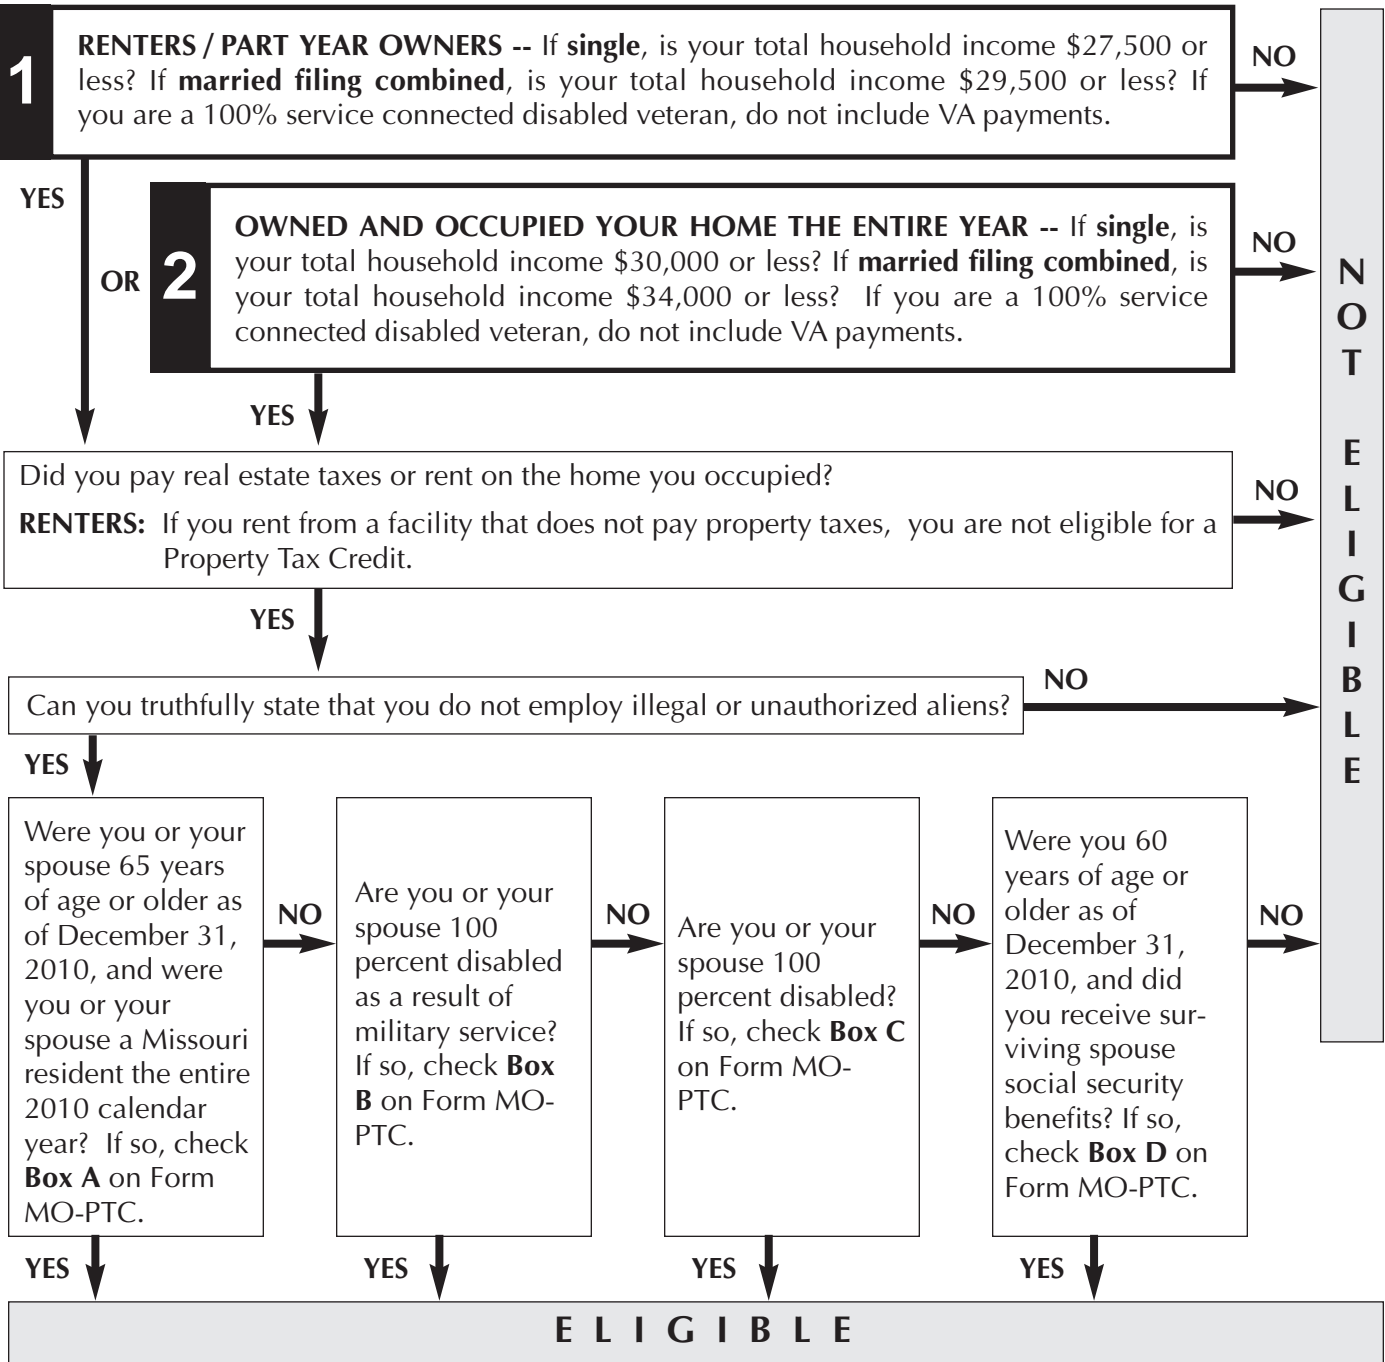 1
RENTERS / PART YEAR OWNERS -- If single, is your total household income $27,500 or
less? If married filing combined, is your total household income $29,500 or less? If
you are a 100% service connected disabled veteran, do not include VA payments.
NO
YES
OR
2
OWNED AND OCCUPIED YOUR HOME THE ENTIRE YEAR -- If single, is
your total household income $30,000 or less? If married filing combined, is
your total household income $34,000 or less? If you are a 100% service
connected disabled veteran, do not include VA payments.
NO
YES
Did you pay real estate taxes or rent on the home you occupied?
RENTERS: If you rent from a facility that does not pay property taxes, you are not eligible for a
Property Tax Credit.
NO
YES
Can you truthfully state that you do not employ illegal or unauthorized aliens?
NO
YES
Were you or your
spouse 65 years
of age or older as
of December 31,
2010, and were
you or your
spouse a Missouri
resident the entire
2010 calendar
year? If so, check
Box A on Form
MO-PTC.
NO
YES
Are you or your
spouse 100
percent disabled
as a result of
military service?
If so, check Box
B on Form MO-
PTC.
NO
YES
Are you or your
spouse 100
percent disabled?
If so, check Box C
on Form MO-
PTC.
NO
YES
Were you 60
years of age or
older as of
December 31,
2010, and did
you receive sur-
viving spouse
social security
benefits? If so,
check Box D on
Form MO-PTC.
NO
YES
NOT ELIGIBLE
ELIGIBLE